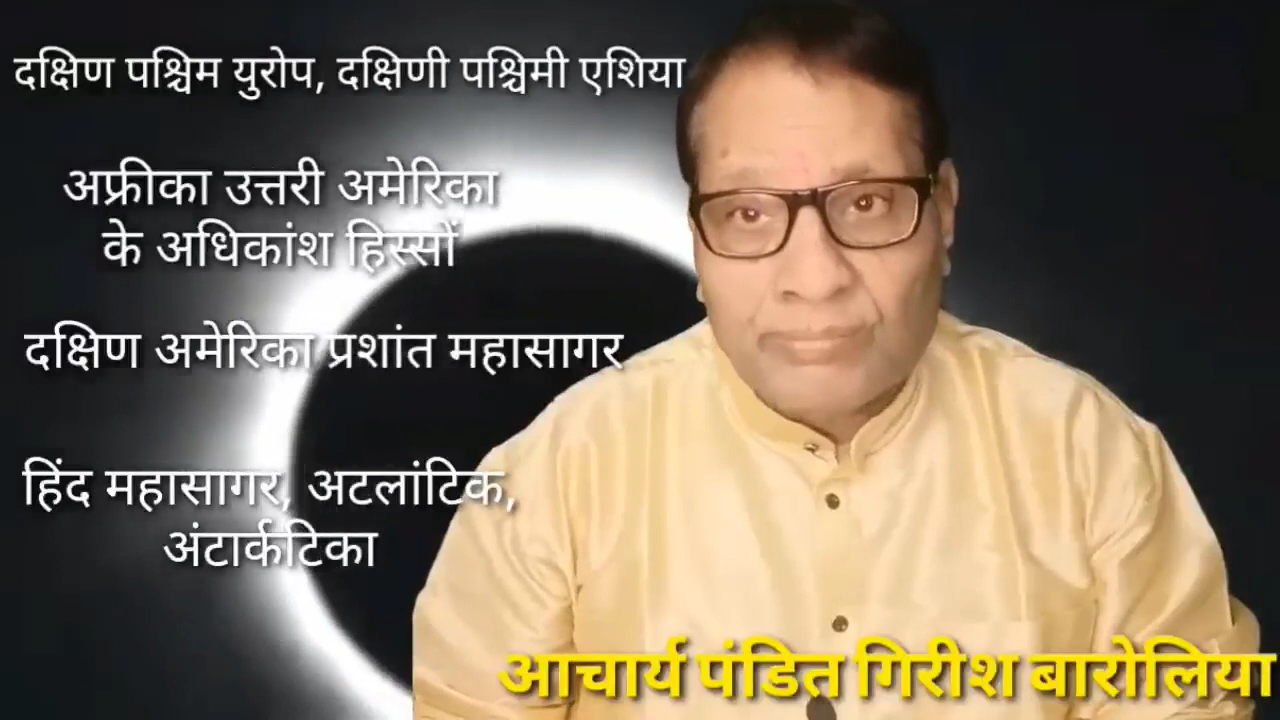 दक्षिण पश्चिम युरोप, दक्षिणी पश्चिमी एशिया
अफ्रीका उत्तरी अमेरिका
के अधिकांश हिस्सों
दक्षिण अमेरिका प्रशांत महासागर
हिंद महासागर, अटलांटिक,
अंटार्कटिका
आचार्य पंडित गिरीश बारोलिया